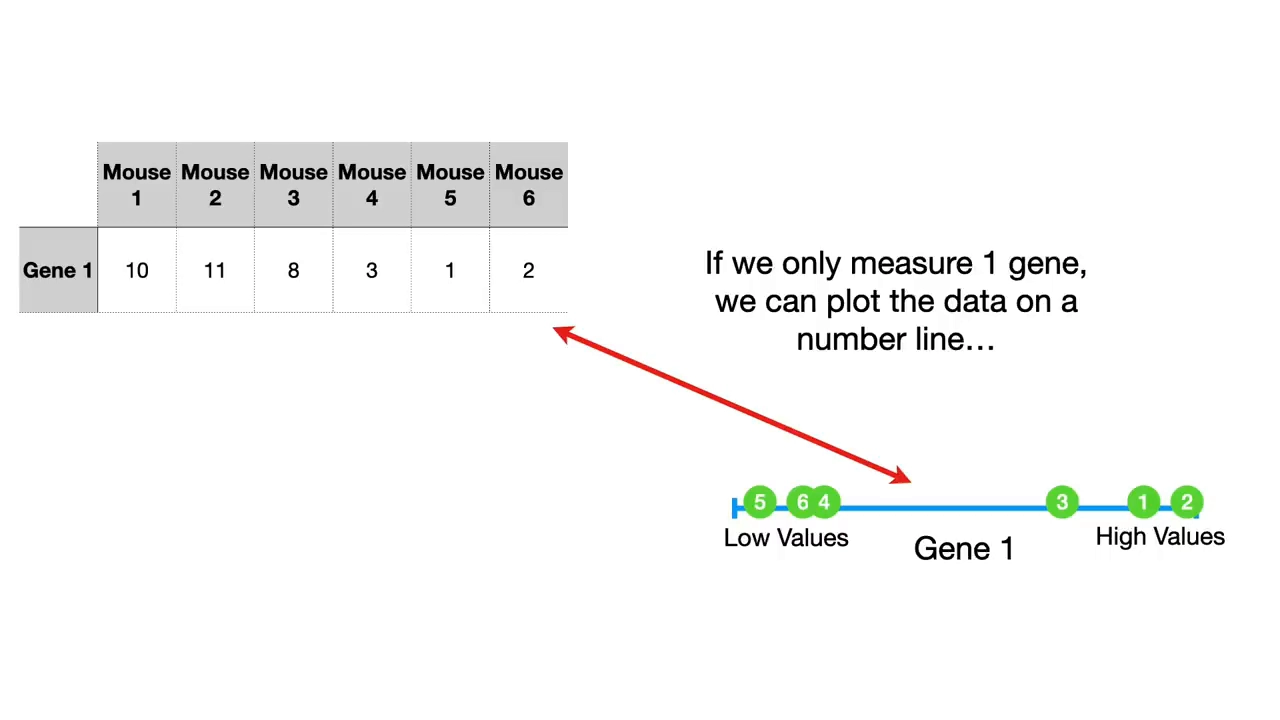 Mouse 1 Mouse 2 Mouse 3 Mouse 4 Mouse 5 Mouse 6
Gene 1 10 11 8 3 1 2
If we only measure 1 gene,
we can plot the data on a
number line…
5 6 4 3 1 2
Low Values Gene 1 High Values